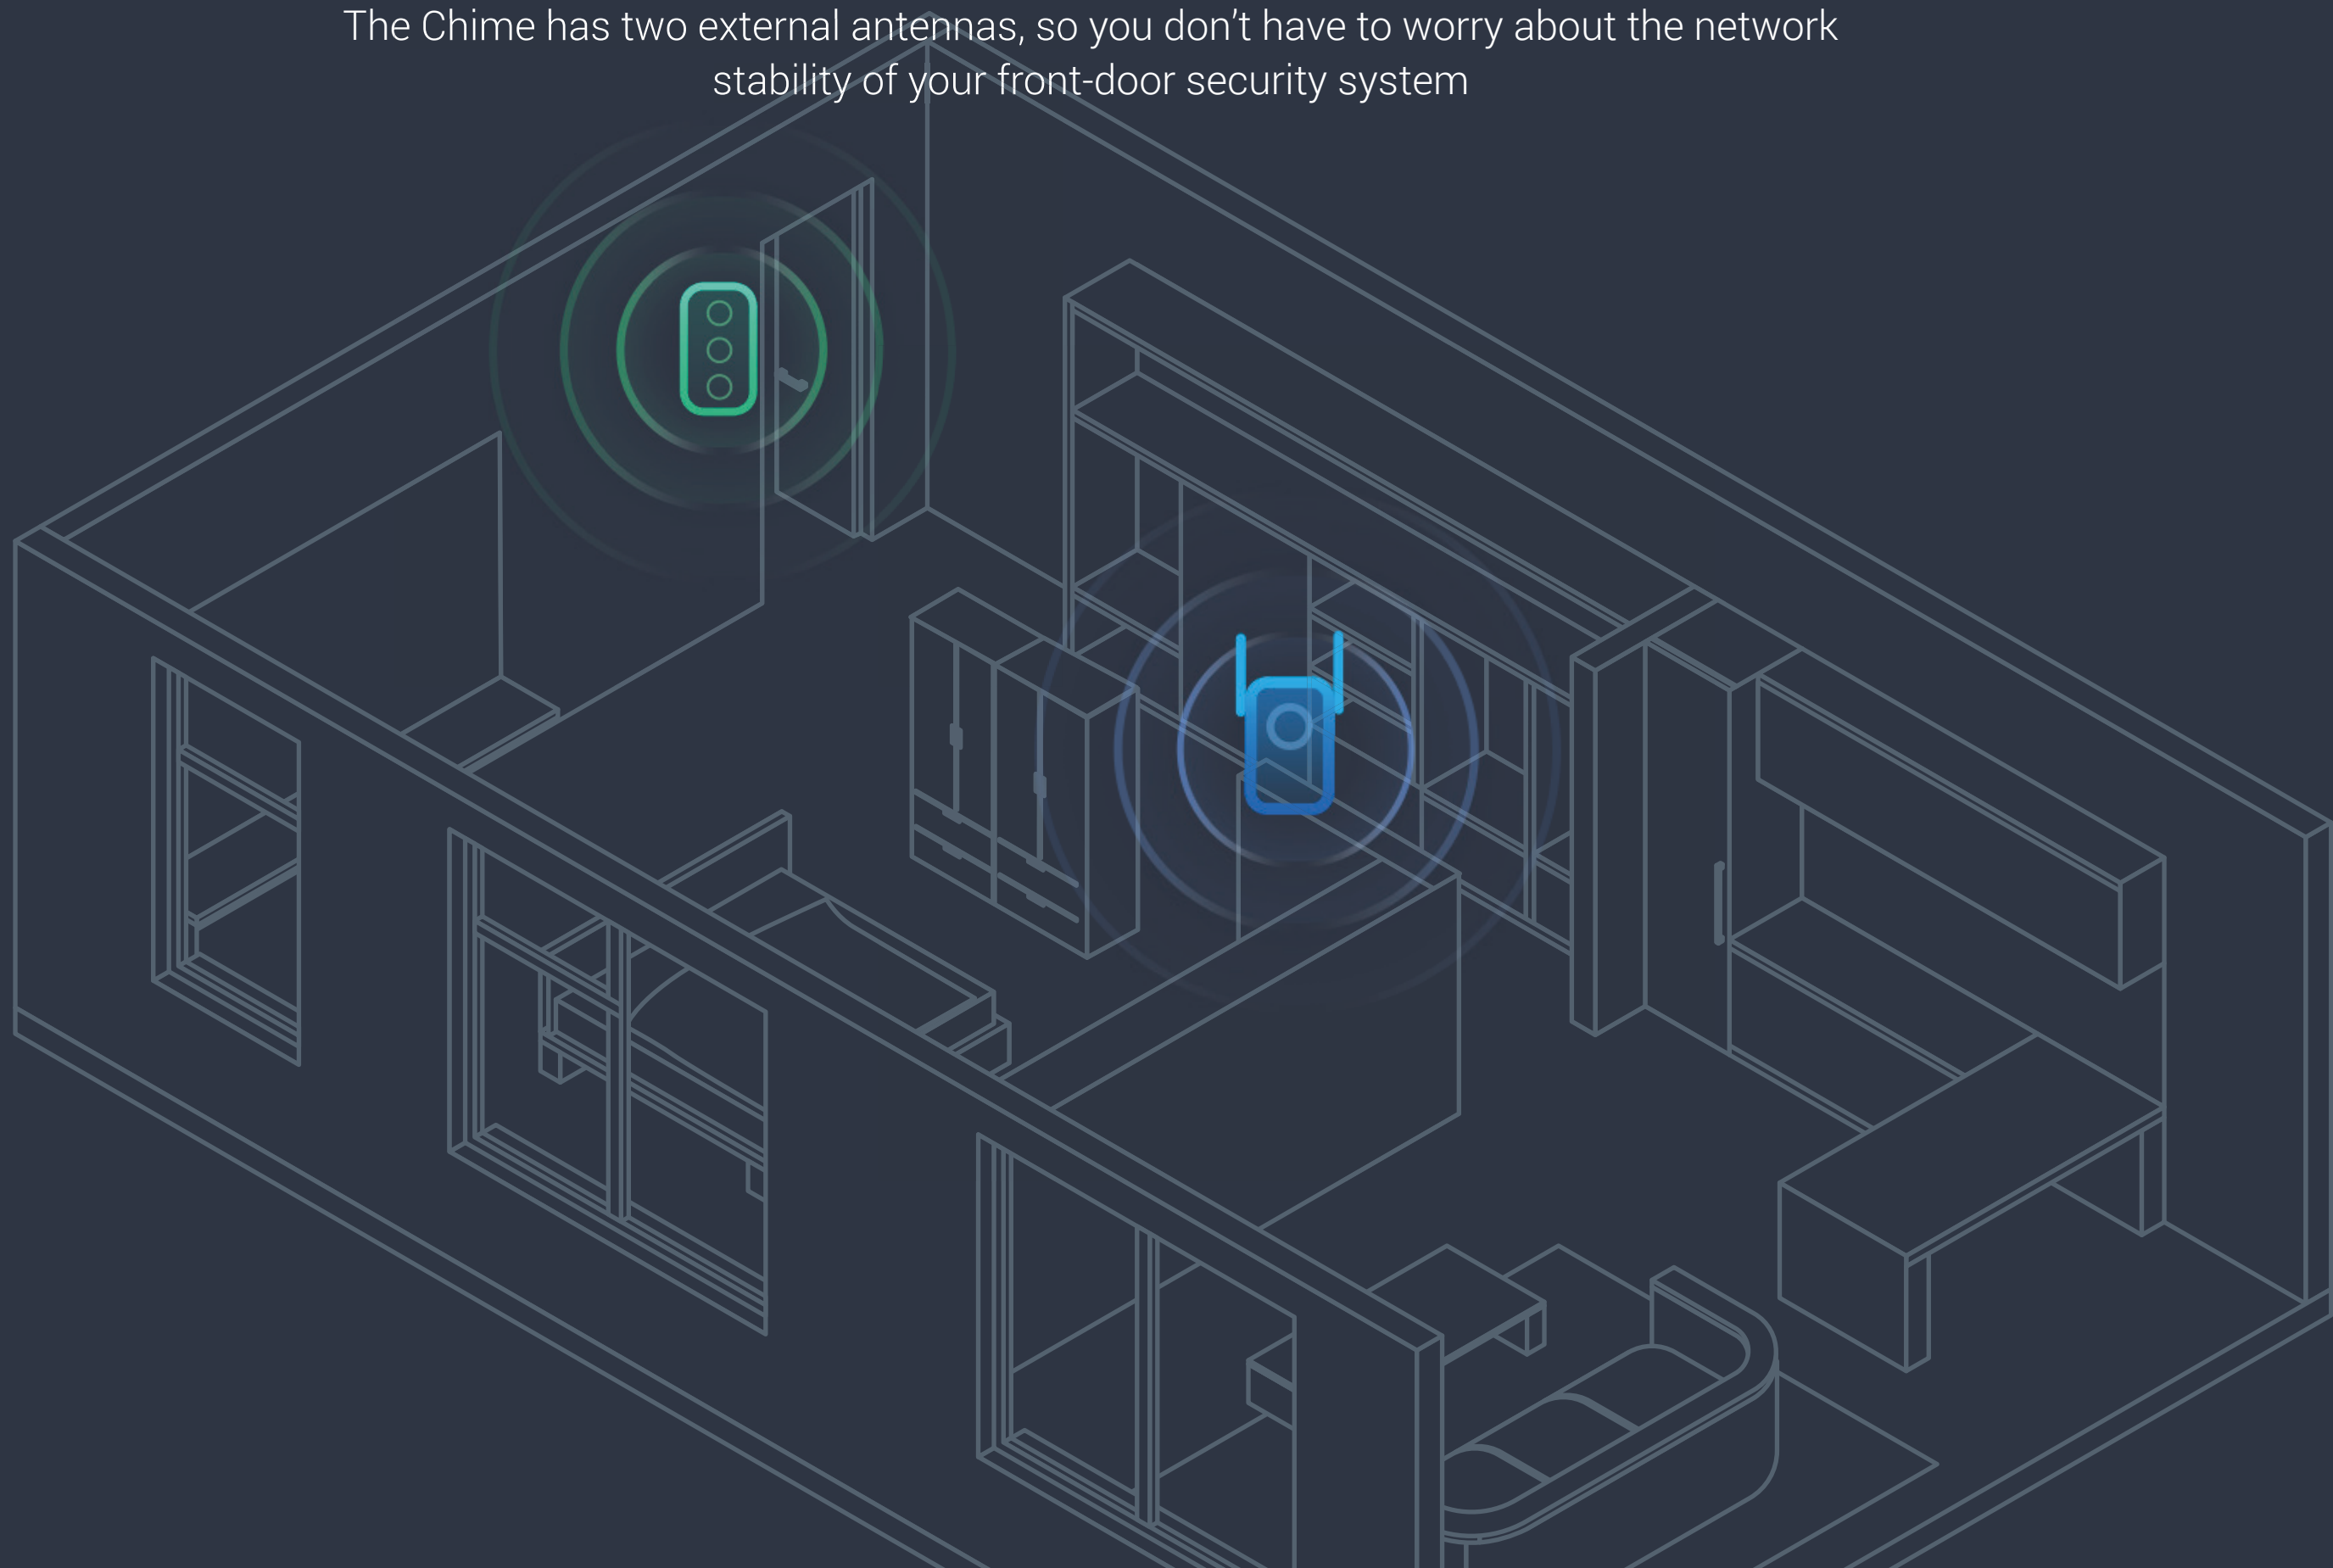 The Chime has two external antennas, so you don’t have to worry about the network
stability of your front-door security system